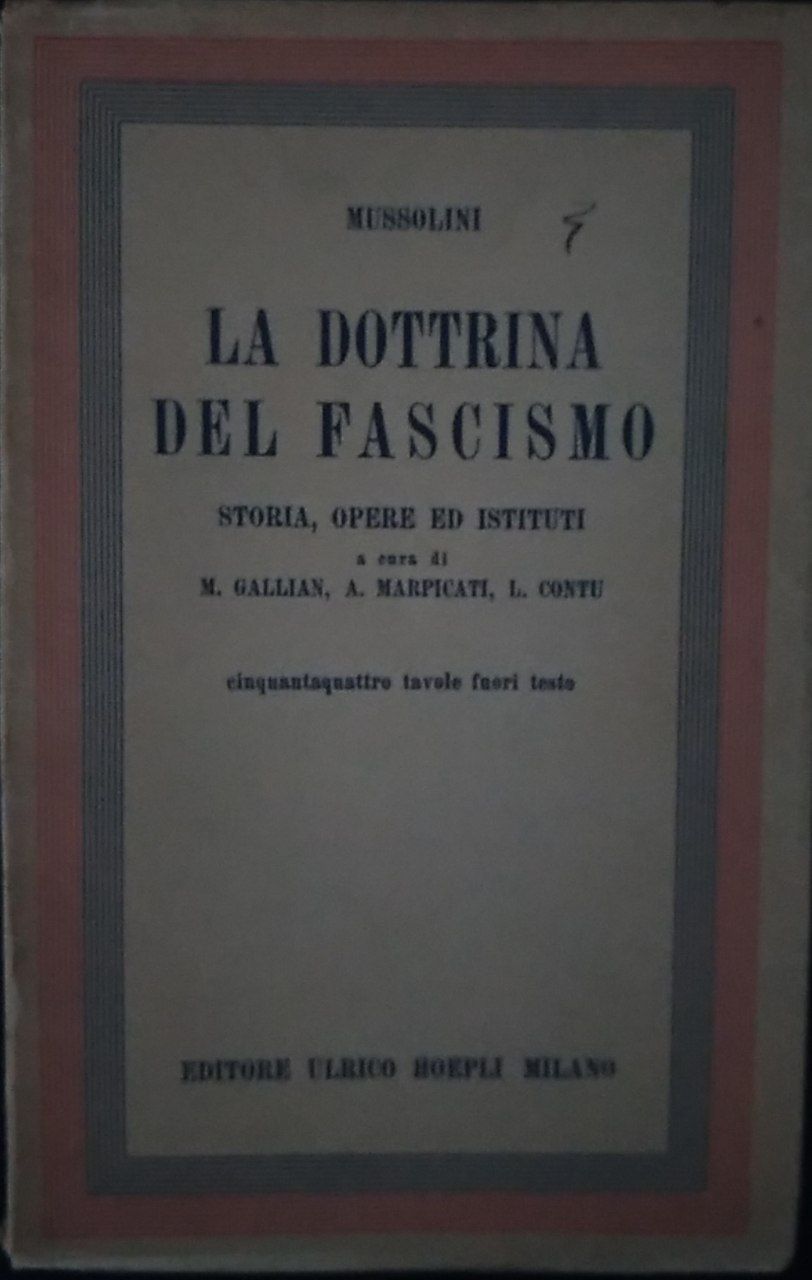 MUSSOLINI
LA DOTTRINA
DEL FASCISMO
STORIA, OPERE ED ISTITUTI
a cura di
M. GALLIAN, A. MARPICATI, L. CONTU
cinquantaquattro tavole fuori testo
EDITORE ULRICO HOEPLI MILANO